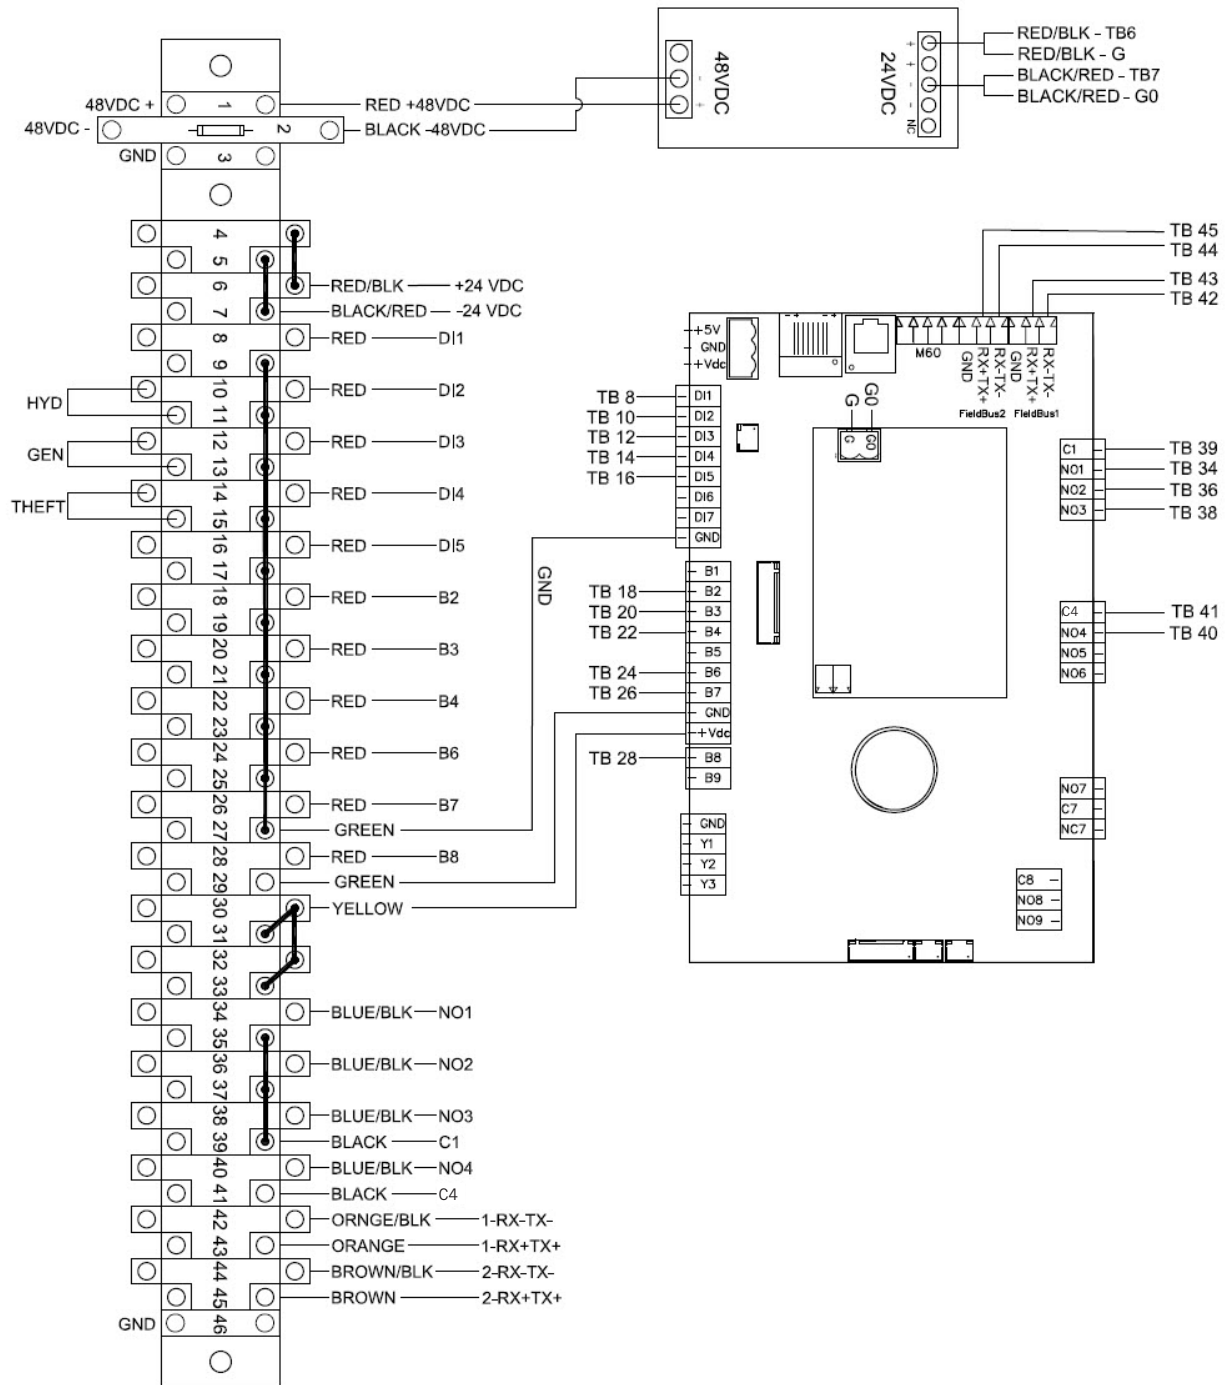 48VDC +
1
RED +48VDC
48VDC -
2
BLACK -48VDC
GND
3
48VDC
-
+
24VDC
+
+
-
-
NC
RED/BLK - TB6
RED/BLK - G
BLACK/RED - TB7
BLACK/RED - G0
4
5
6
RED/BLK
+24 VDC
7
BLACK/RED
-24 VDC
8
RED
DI1
9
10
RED
DI2
HYD
11
12
RED
DI3
GEN
13
14
RED
DI4
THEFT
15
16
RED
DI5
17
18
RED
B2
19
20
RED
B3
21
22
RED
B4
23
24
RED
B6
25
26
RED
B7
27
GREEN
28
RED
B8
29
GREEN
30
YELLOW
31
32
33
34
BLUE/BLK
NO1
35
36
BLUE/BLK
NO2
37
38
BLUE/BLK
NO3
39
BLACK
C1
40
BLUE/BLK
NO4
41
BLACK
C4
42
ORNGE/BLK
1-RX-TX-
43
ORANGE
1-RX+TX+
44
BROWN/BLK
2-RX-TX-
45
BROWN
2-RX+TX+
GND
46
TB 45
TB 44
TB 43
TB 42
+5V
GND
+Vdc
M60
GND
RX+TX+
RX-TX-
GND
RX+TX+
RX-TX-
FieldBus2
FieldBus1
TB 8
DI1
TB 10
DI2
TB 12
DI3
TB 14
DI4
TB 16
DI5
DI6
DI7
GND
G
G0
G
G0
GND
B1
TB 18
B2
TB 20
B3
TB 22
B4
B5
TB 24
B6
TB 26
B7
GND
+Vdc
TB 28
B8
B9
GND
Y1
Y2
Y3
C1
TB 39
NO1
TB 34
NO2
TB 36
NO3
TB 38
C4
TB 41
NO4
TB 40
NO5
NO6
NO7
C7
NC7
C8
NO8
NO9